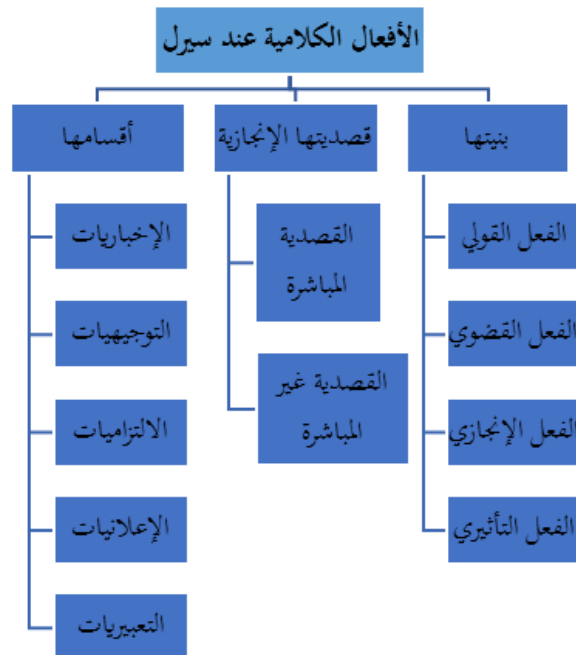 الأفعال الكلامية عند سيرل
بنيتها
الفعل القولي
الفعل القضوي
الفعل الإنجازي
الفعل التأثيري
قصديتها الإنجازية
القصدية
المباشرة
القصدية غير
المباشرة
أقسامها
الإخباريات
التوجيهيات
الالتزاميات
الإعلانيات
التعبيريات